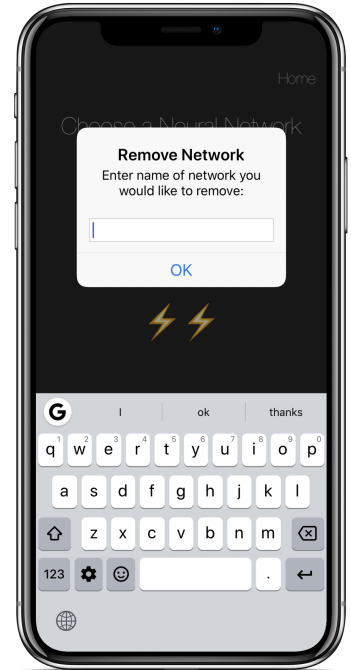 Home
Choose a Neural Network
Remove Network
Enter name of network you
would like to remove:
OK
G I ok thanks
q 1 w 2 e 3 r 4 t 5 y 6 u 7 i 8 o 9 p 0
a s d f g h j k l
z x c v b n m
123 .